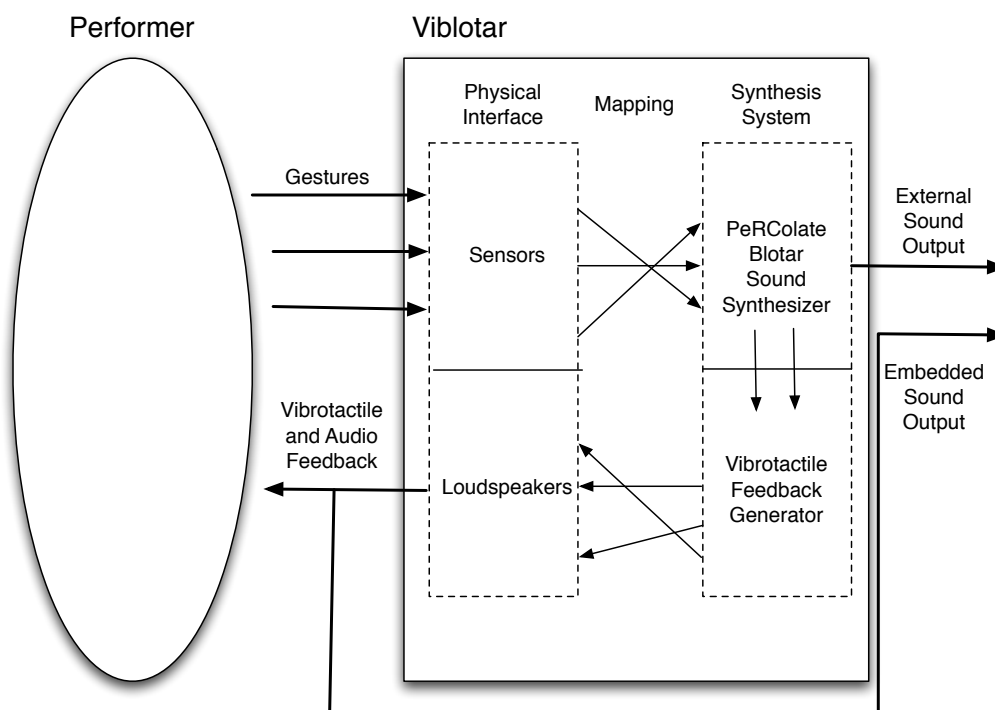 Performer
Viblotar
Physical
Interface
Mapping
Synthesis
System
Gestures
Sensors
PeRColate
Blotar
Sound
Synthesizer
External
Sound
Output
Embedded
Sound
Output
Vibrotactile
and Audio
Feedback
Loudspeakers
Vibrotactile
Feedback
Generator